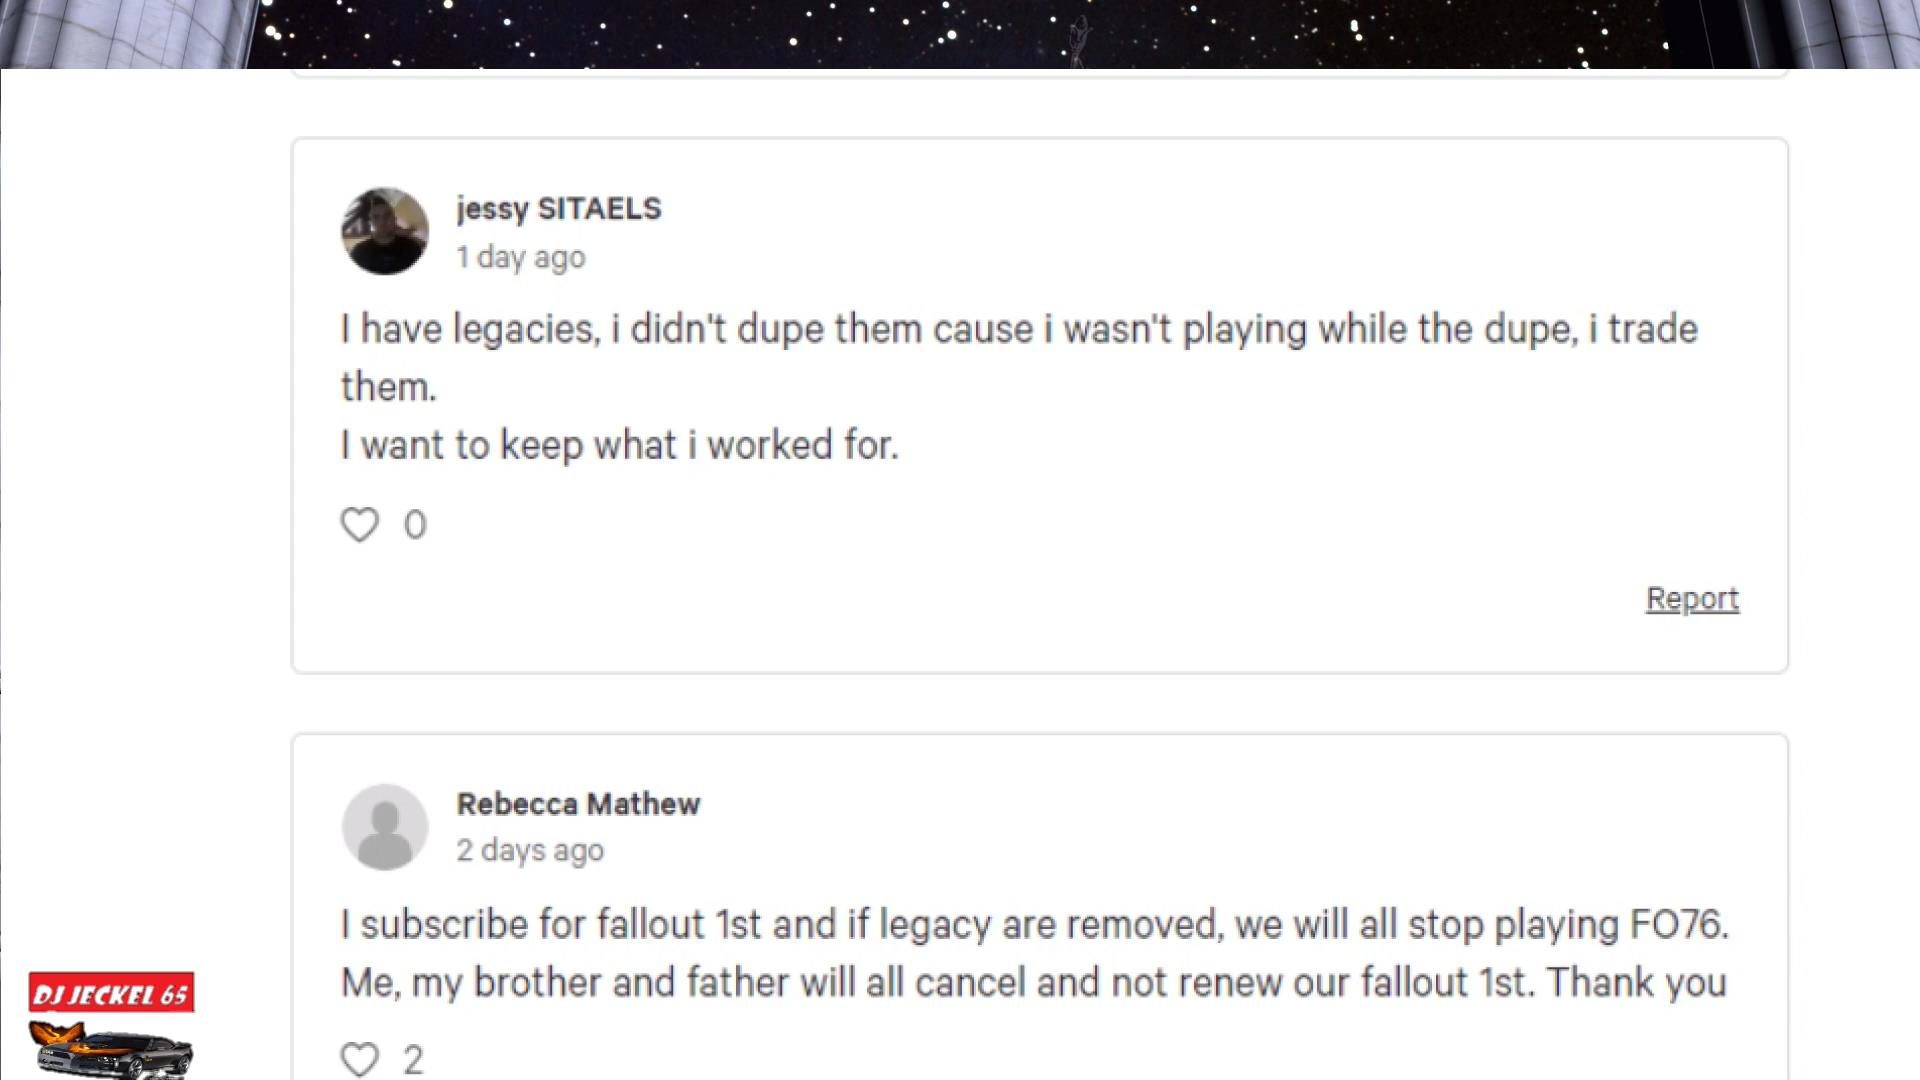 jessy SITAELS
1 day ago
I have legacies, i didn't dupe them cause i wasn't playing while the dupe, i trade
them.
I want to keep what i worked for.
0
Report
Rebecca Mathew
2 days ago
I subscribe for fallout 1st and if legacy are removed, we will all stop playing FO76.
Me, my brother and father will all cancel and not renew our fallout 1st. Thank you
2
DJ JECKEL 65